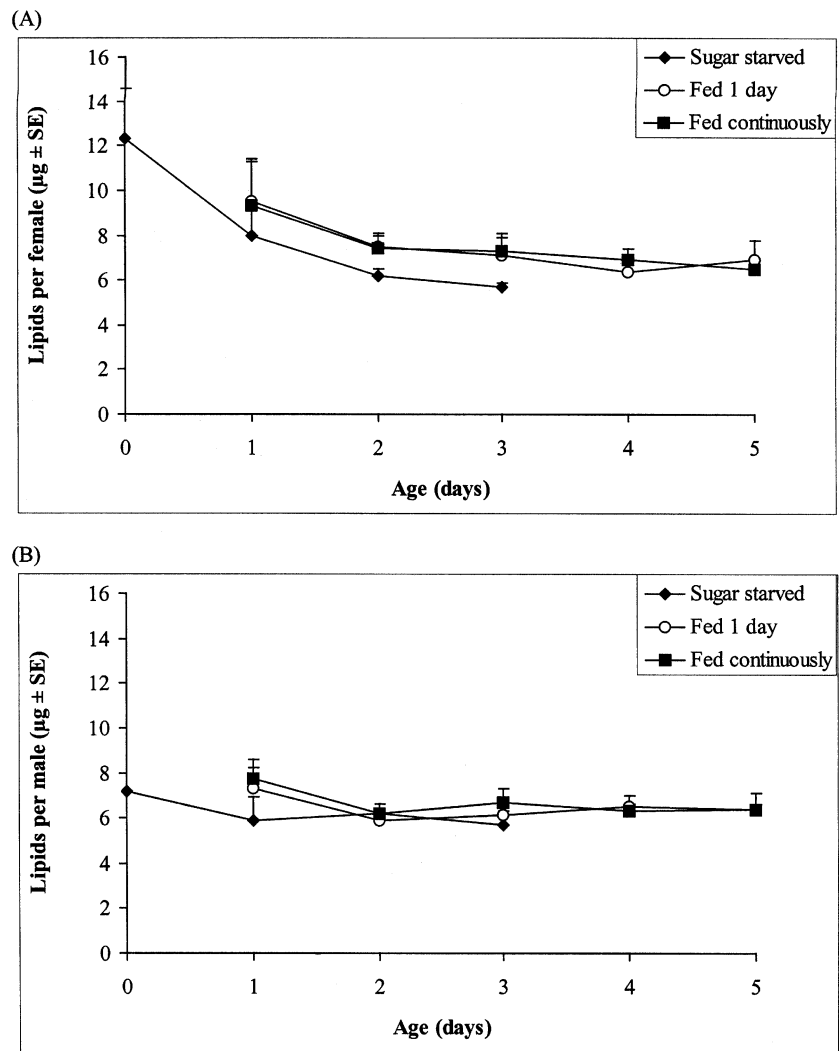 (A)
Lipids per female (µg ± SE)
16
14
12
10
8
6
4
2
0
0 1 2 3 4 5
Age (days)
Sugar starved
Fed 1 day
Fed continuously
(B)
Lipids per male (µg ± SE)
16
14
12
10
8
6
4
2
0
0 1 2 3 4 5
Age (days)
Sugar starved
Fed 1 day
Fed continuously